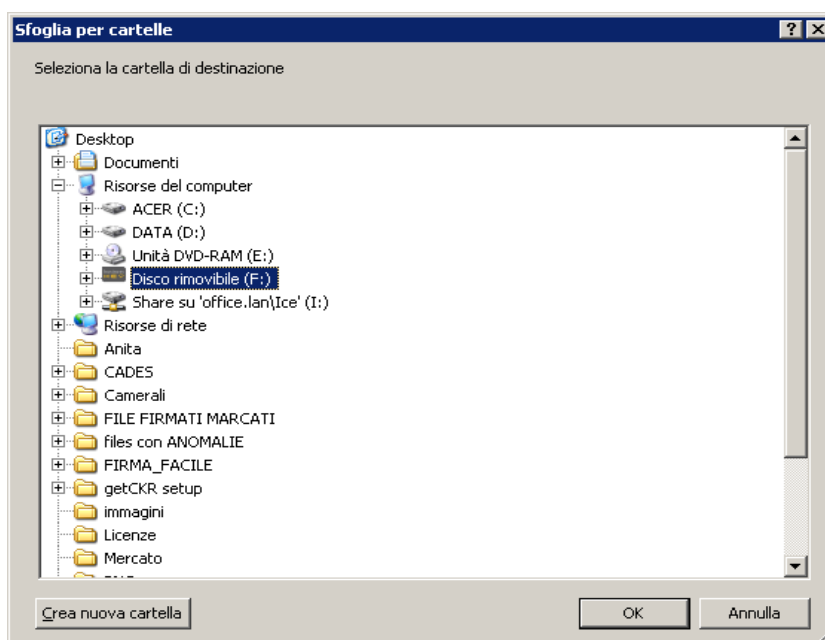 Sfoglia per cartelle
Seleziona la cartella di destinazione
Desktop
Documenti
Risorse del computer
ACER (C:)
DATA (D:)
Unità DVD-RAM (E:)
Disco rimovibile (F:)
Share su 'office.lan\Ice' (I:)
Risorse di rete
Anita
CADES
Camerali
FILE FIRMATI MARCATI
files con ANOMALIE
FIRMA_FACILE
getCKR setup
immagini
Licenze
Mercato
Crea nuova cartella OK Annulla